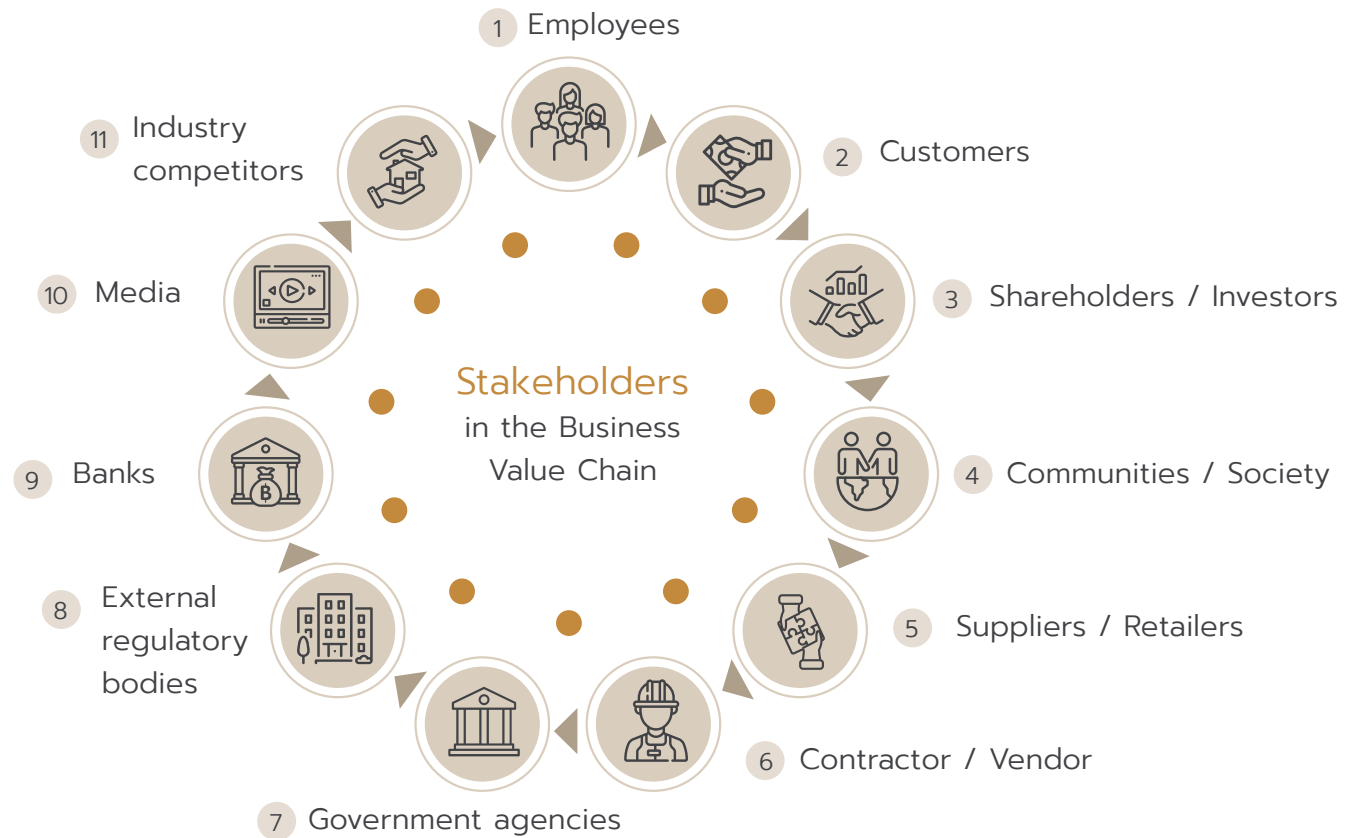 1 Employees
2 Customers
3 Shareholders / Investors
4 Communities / Society
5 Suppliers / Retailers
6 Contractor / Vendor
7 Government agencies
8 External
regulatory
bodies
9 Banks
10 Media
11 Industry
competitors
Stakeholders
in the Business
Value Chain